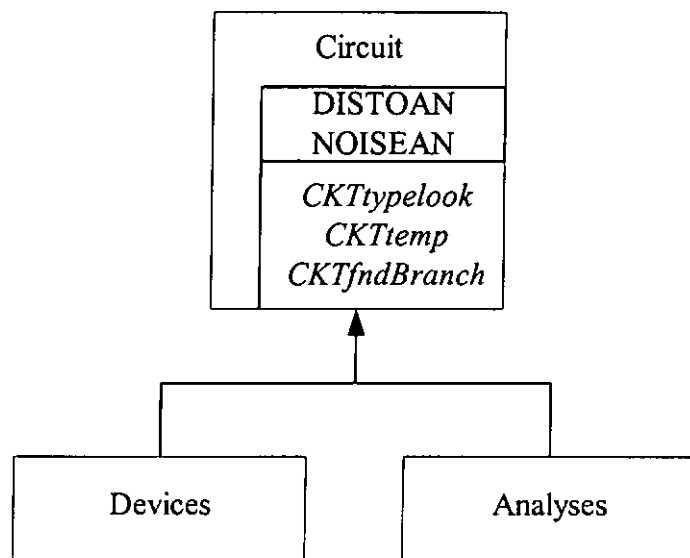 Circuit
DISTOAN
NOISEAN
CKTtypelook
CKTtemp
CKTfndBranch
Devices
Analyses